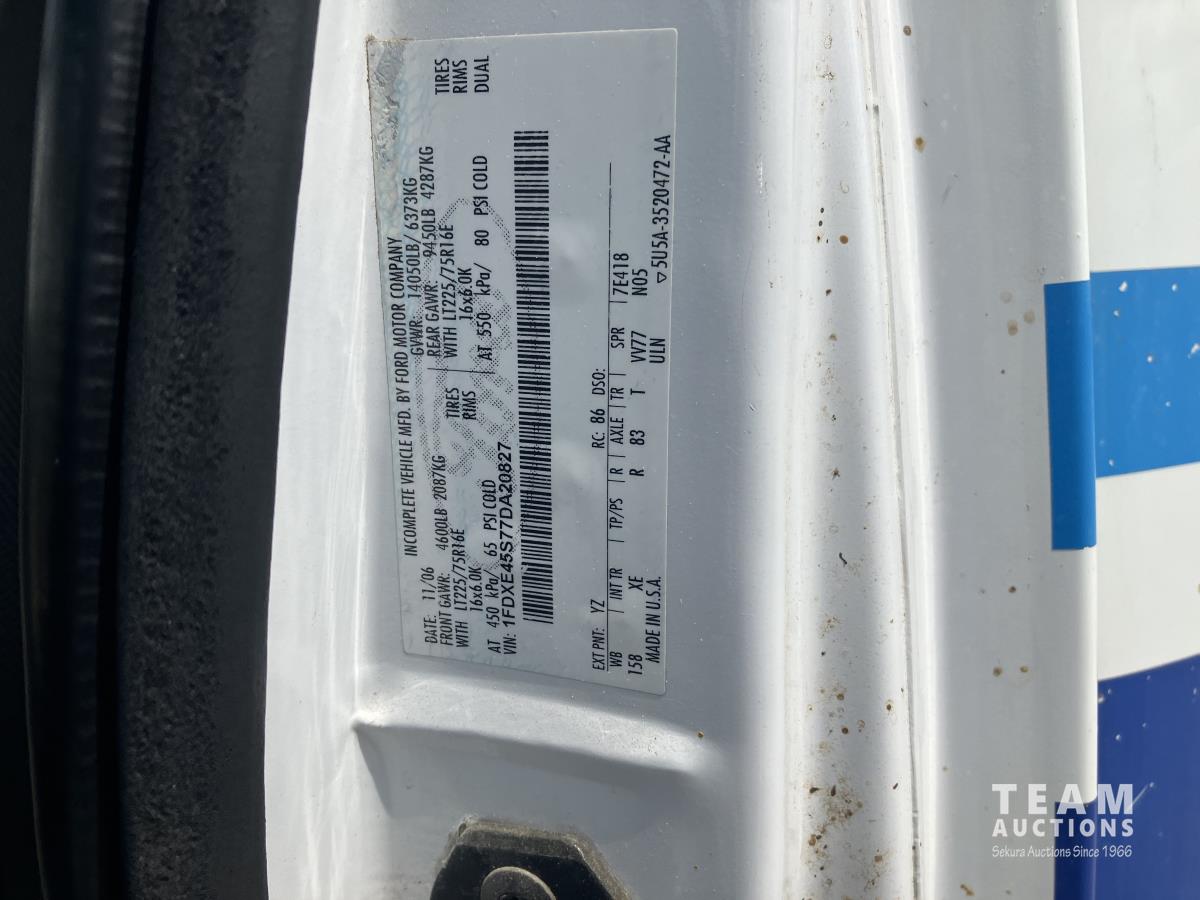 INCOMPLETE VEHICLE MFD. BY FORD MOTOR COMPANY
DATE: 11/06 GVWR: 14050LB/ 6373KG
FRONT GAWR: 4600LB 2087KG REAR GAWR: 9450LB 4287KG
WITH LT225/75R16E TIRES WITH LT225/75R16E TIRES
16x6.0K RIMS 16x6.0K RIMS
AT 450 kPa/ 65 PSI COLD AT 550 kPa/ 80 PSI COLD DUAL
VIN: 1FDXE45S77DA20827
EXT PNT: YZ RC: 86 DSO:
WB INT TR TP/PS R AXLE TR SPR 7E418
158 XE R 83 T VV77 N05
MADE IN U.S.A. ULN
▽5U5A-3520472-AA
TEAM
AUCTIONS
Sekura Auctions Since 1966